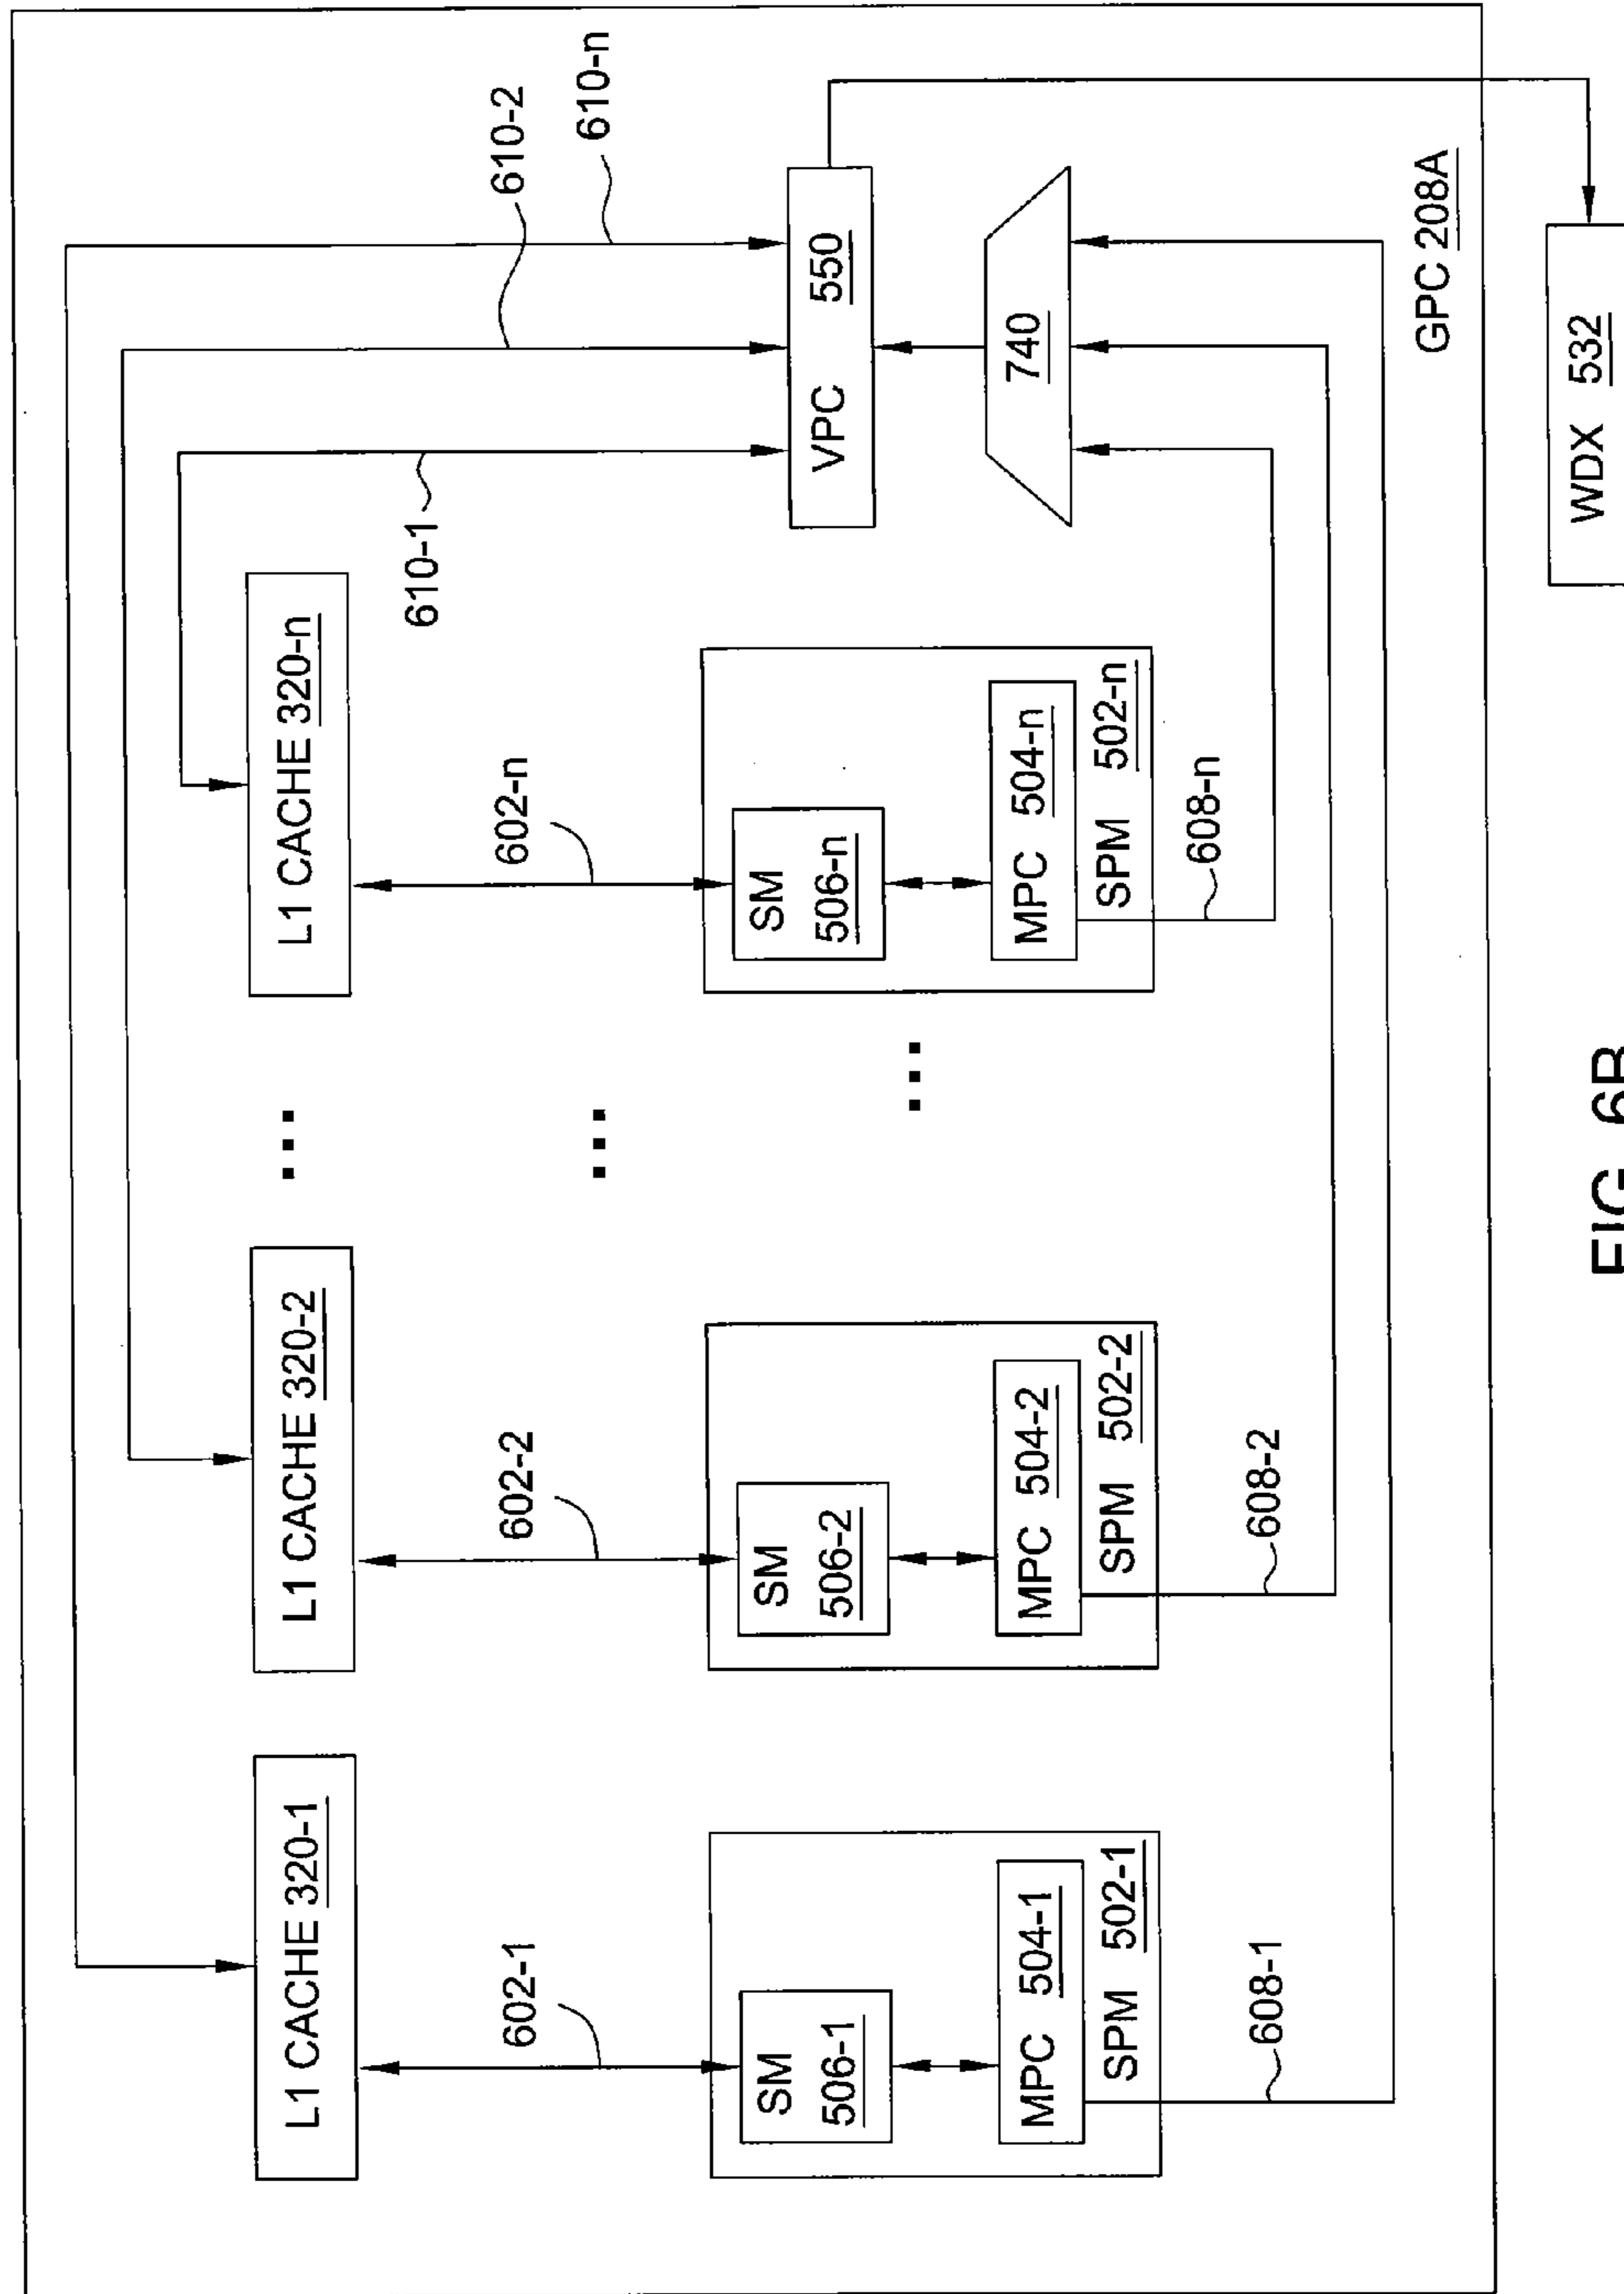 610-2
610-n
610-1
L1 CACHE 320-1
L1 CACHE 320-2
L1 CACHE 320-n
602-1
602-2
602-n
...
...
...
SM
506-1
SM
506-2
SM
506-n
MPC 504-1
SPM 502-1
MPC 504-2
SPM 502-2
MPC 504-n
SPM 502-n
VPC 550
740
608-1
608-2
608-n
GPC 208A
WDX 532
FIG. 6B